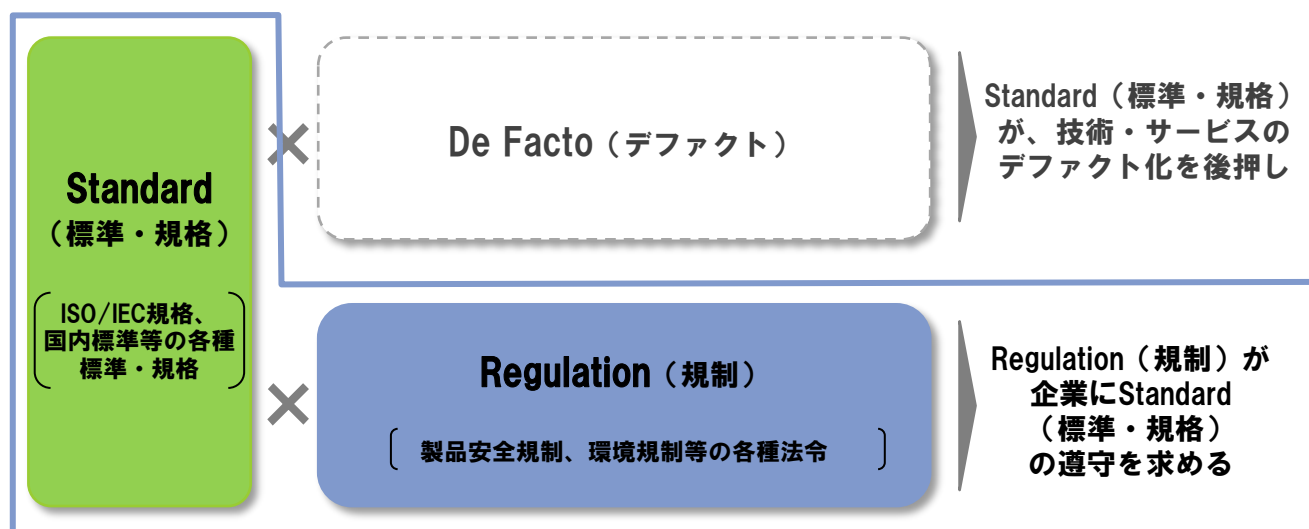 Standard
（標準・規格）
ISO/IEC規格、
国内標準等の各種
標準・規格
×
De Facto（デファクト）
Standard（標準・規格）
が、技術・サービスの
デファクト化を後押し
×
Regulation（規制）
〔 製品安全規制、環境規制等の各種法令 〕
Regulation（規制）が
企業にStandard
（標準・規格）
の遵守を求める